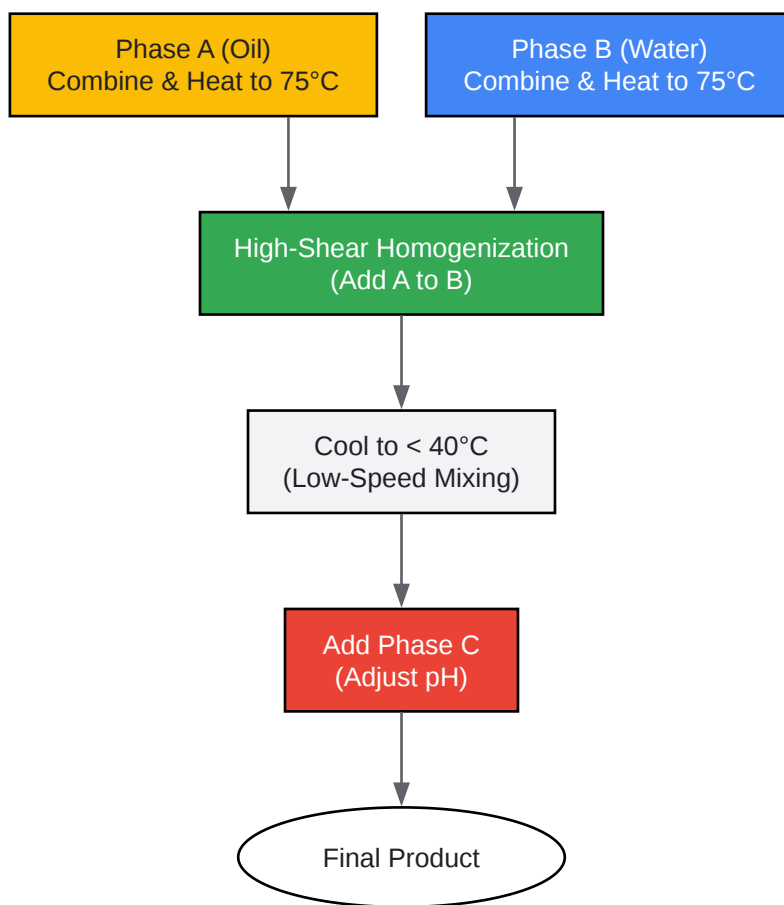 Phase A (Oil)
Combine & Heat to 75°C
Phase B (Water)
Combine & Heat to 75°C
High-Shear Homogenization
(Add A to B)
Cool to < 40°C
(Low-Speed Mixing)
Add Phase C
(Adjust pH)
Final Product